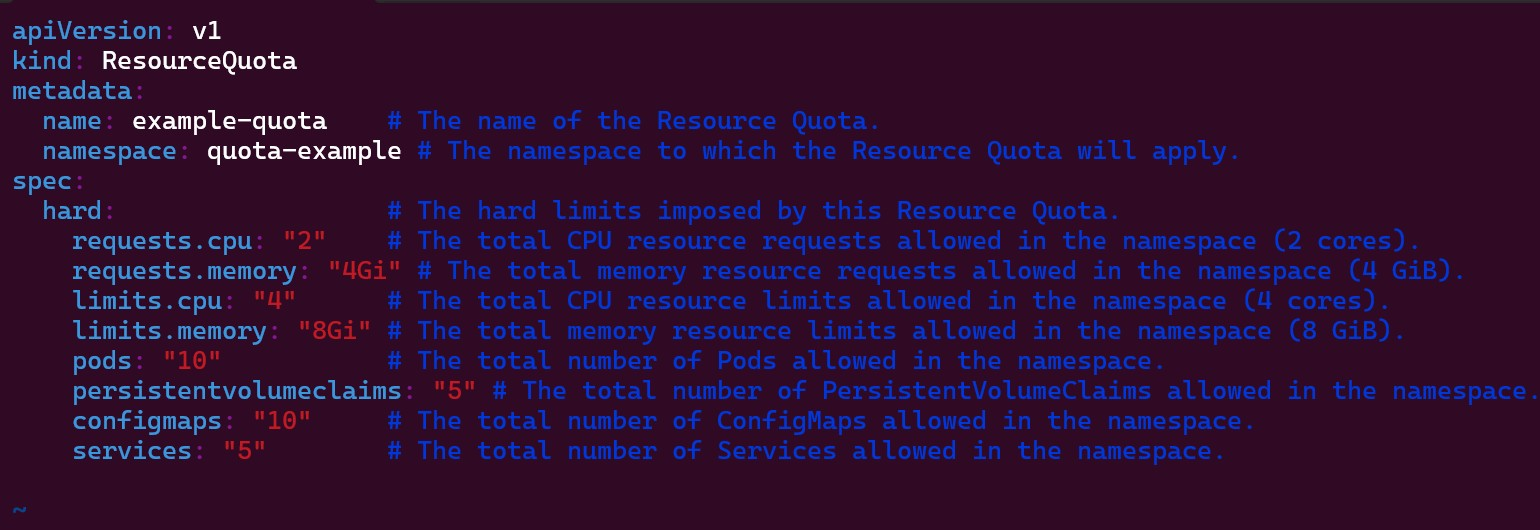 apiVersion: v1
kind: ResourceQuota
metadata:
  name: example-quota    # The name of the Resource Quota.
  namespace: quota-example # The namespace to which the Resource Quota will apply.
spec:
  hard:                  # The hard limits imposed by this Resource Quota.
    requests.cpu: "2"    # The total CPU resource requests allowed in the namespace (2 cores).
    requests.memory: "4Gi" # The total memory resource requests allowed in the namespace (4 GiB).
    limits.cpu: "4"      # The total CPU resource limits allowed in the namespace (4 cores).
    limits.memory: "8Gi" # The total memory resource limits allowed in the namespace (8 GiB).
    pods: "10"           # The total number of Pods allowed in the namespace.
    persistentvolumeclaims: "5" # The total number of PersistentVolumeClaims allowed in the namespace.
    configmaps: "10"     # The total number of ConfigMaps allowed in the namespace.
    services: "5"        # The total number of Services allowed in the namespace.

~